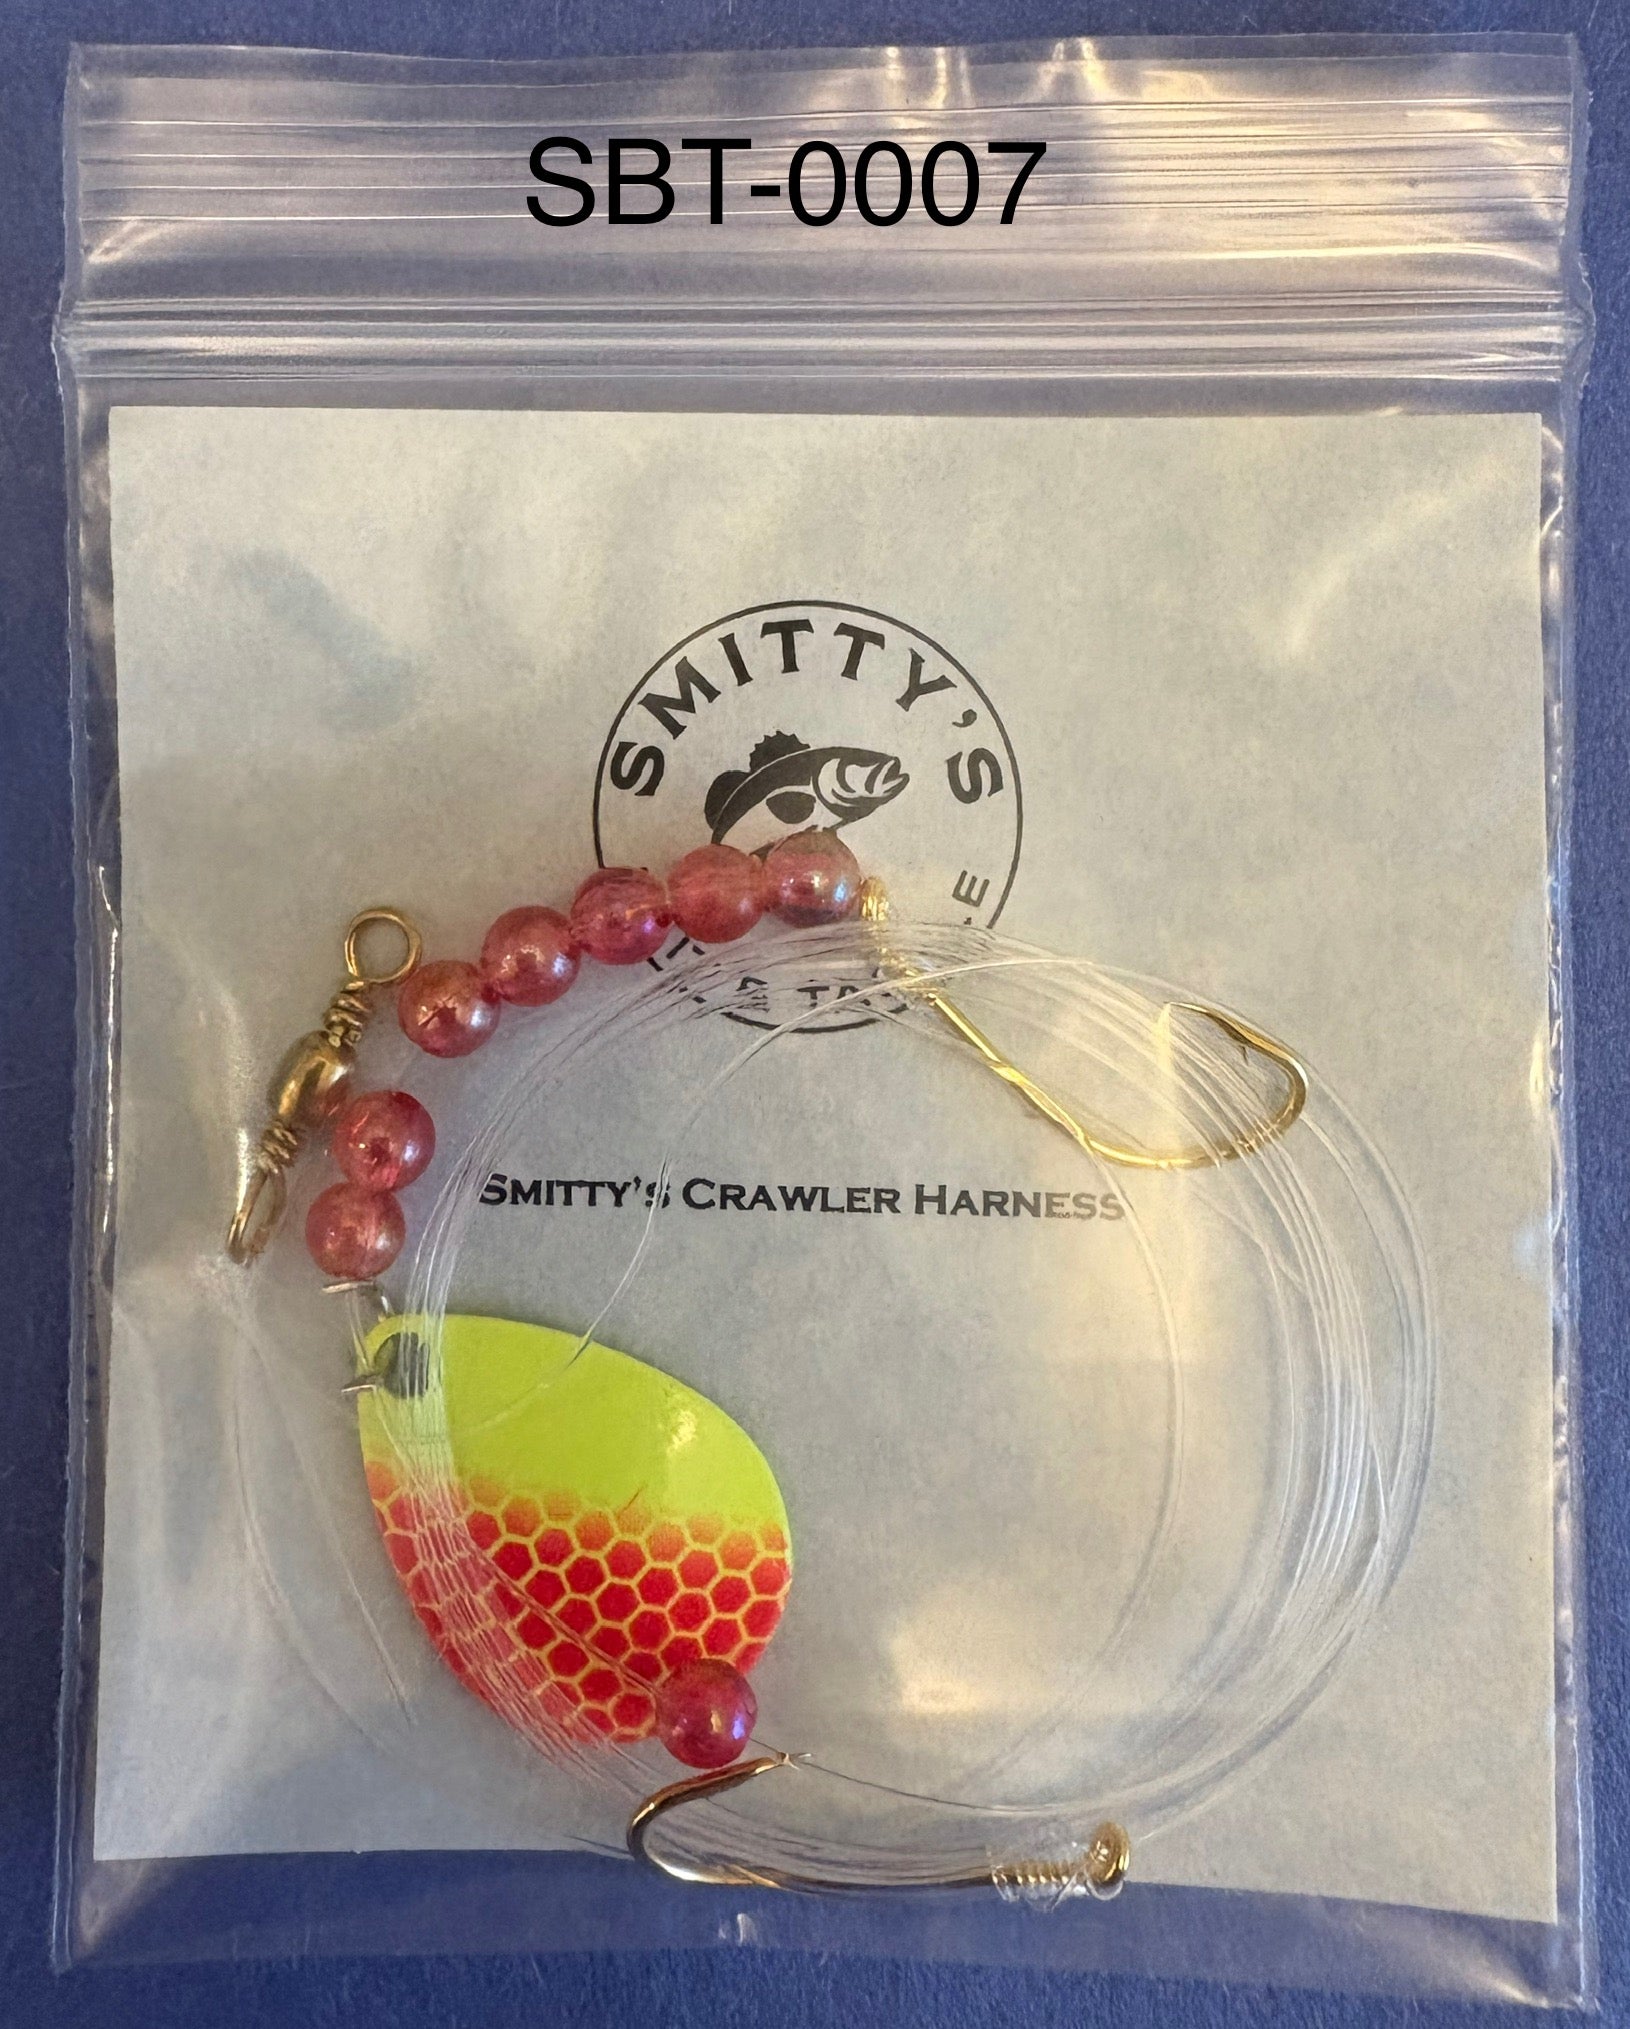 SBT-0007
SMITTY'S
SMITTY'S CRAWLER HARNESS